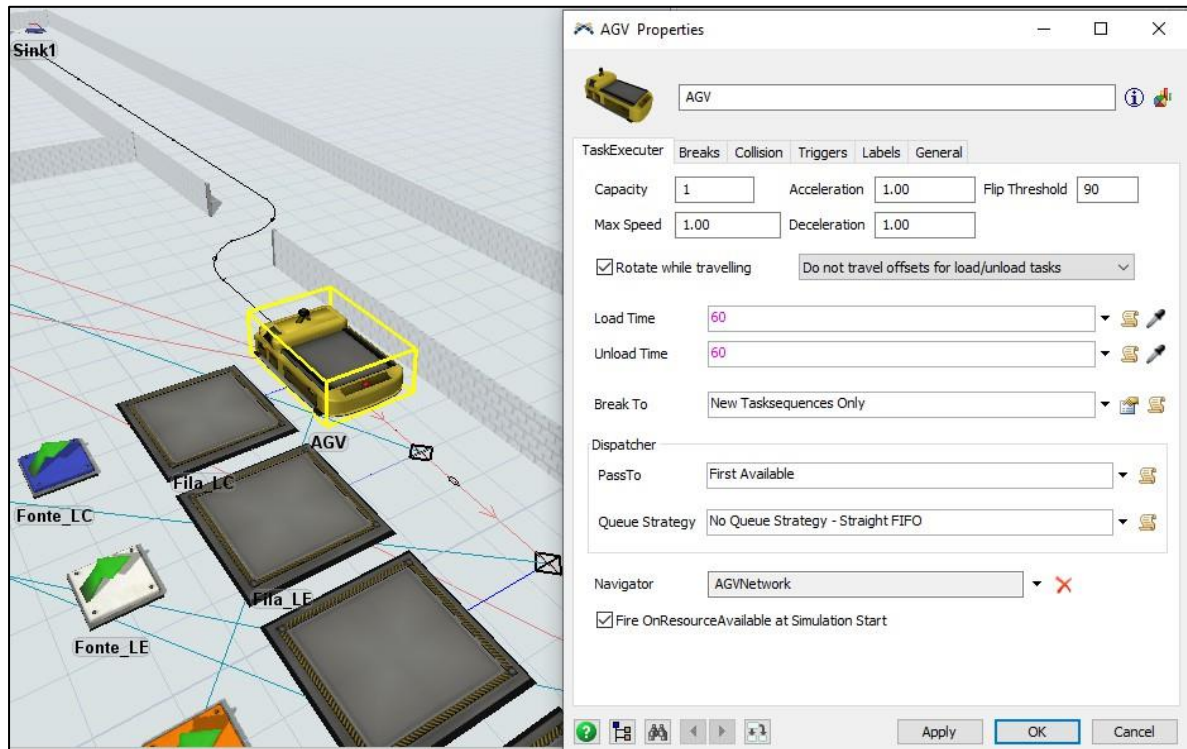 Sink1
AGV
Fila_LC
Fonte_LC
Fila_LE
Fonte_LE
AGV Properties
AGV
TaskExecuter Breaks Collision Triggers Labels General
Capacity 1 Acceleration 1.00 Flip Threshold 90
Max Speed 1.00 Deceleration 1.00
Rotate while travelling Do not travel offsets for load/unload tasks
Load Time 60
Unload Time 60
Break To New Tasksequences Only
Dispatcher
PassTo First Available
Queue Strategy No Queue Strategy - Straight FIFO
Navigator AGVNetwork
Fire OnResourceAvailable at Simulation Start
Apply OK Cancel